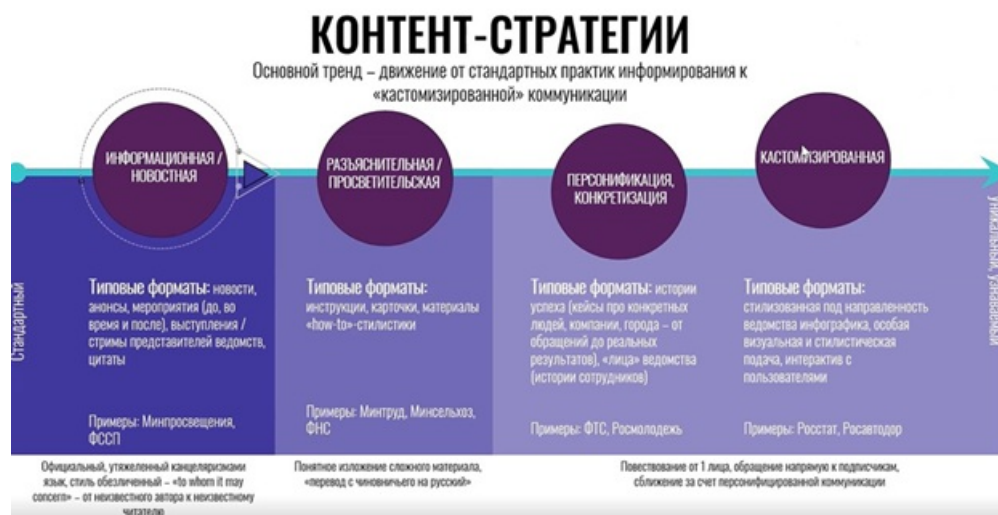 КОНТЕНТ-СТРАТЕГИИ
Основной тренд – движение от стандартных практик информирования к
«кастомизированной» коммуникации
ИНФОРМАЦИОННАЯ /
НОВОСТНАЯ
РАЗЪЯСНИТЕЛЬНАЯ /
ПРОСВЕТИТЕЛЬСКАЯ
ПЕРСОНИФИКАЦИЯ,
КОНКРЕТИЗАЦИЯ
КАСТОМИЗИРОВАННАЯ
Стандартный
Типовые форматы: новости,
анонсы, мероприятия (до, во
время и после), выступления /
стримы представителей ведомств,
цитаты
Примеры: Минпросвещения,
ФССП
Типовые форматы:
инструкции, карточки, материалы
«how-to»-стилистики
Примеры: Минтруд, Минсельхоз,
ФНС
Типовые форматы: истории
успеха (кейсы про конкретных
людей, компании, города – от
обращений до реальных
результатов), «лица» ведомства
(истории сотрудников)
Примеры: ФТС, Росмолодежь
Типовые форматы:
стилизованная под направленность
ведомства инфографика, особая
визуальная и стилистическая
подача, интерактив с
пользователями
Примеры: Росстат, Росавтодор
уникальный, узнаваемый
Официальный, утяжеленный канцеляризмами
язык, стиль обезличенный – «to whom it may
concern» – от неизвестного автора к неизвестному
читателю
Понятное изложение сложного материала,
«перевод с чиновничьего на русский»
Повествование от 1 лица, обращение напрямую к подписчикам,
сближение за счет персонифицированной коммуникации